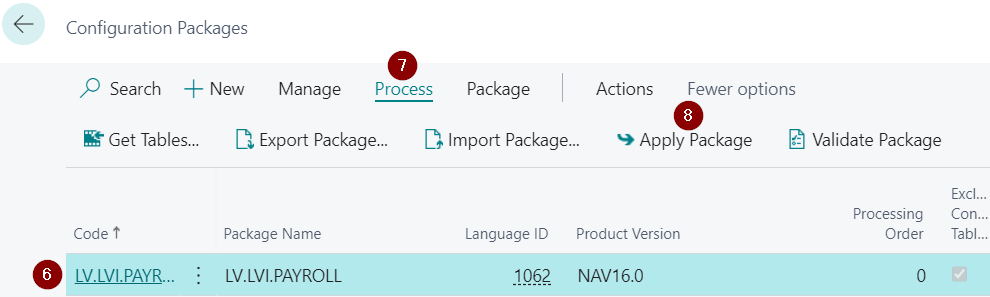 Configuration Packages
7
Search New Manage Process Package Actions Fewer options
8
Get Tables... Export Package... Import Package... Apply Package Validate Package
Excl...
Processing Con...
Code ↑ Package Name Language ID Product Version Order Tabl...
6 LV.LVI.PAYR... LV.LVI.PAYROLL 1062 NAV16.0 0